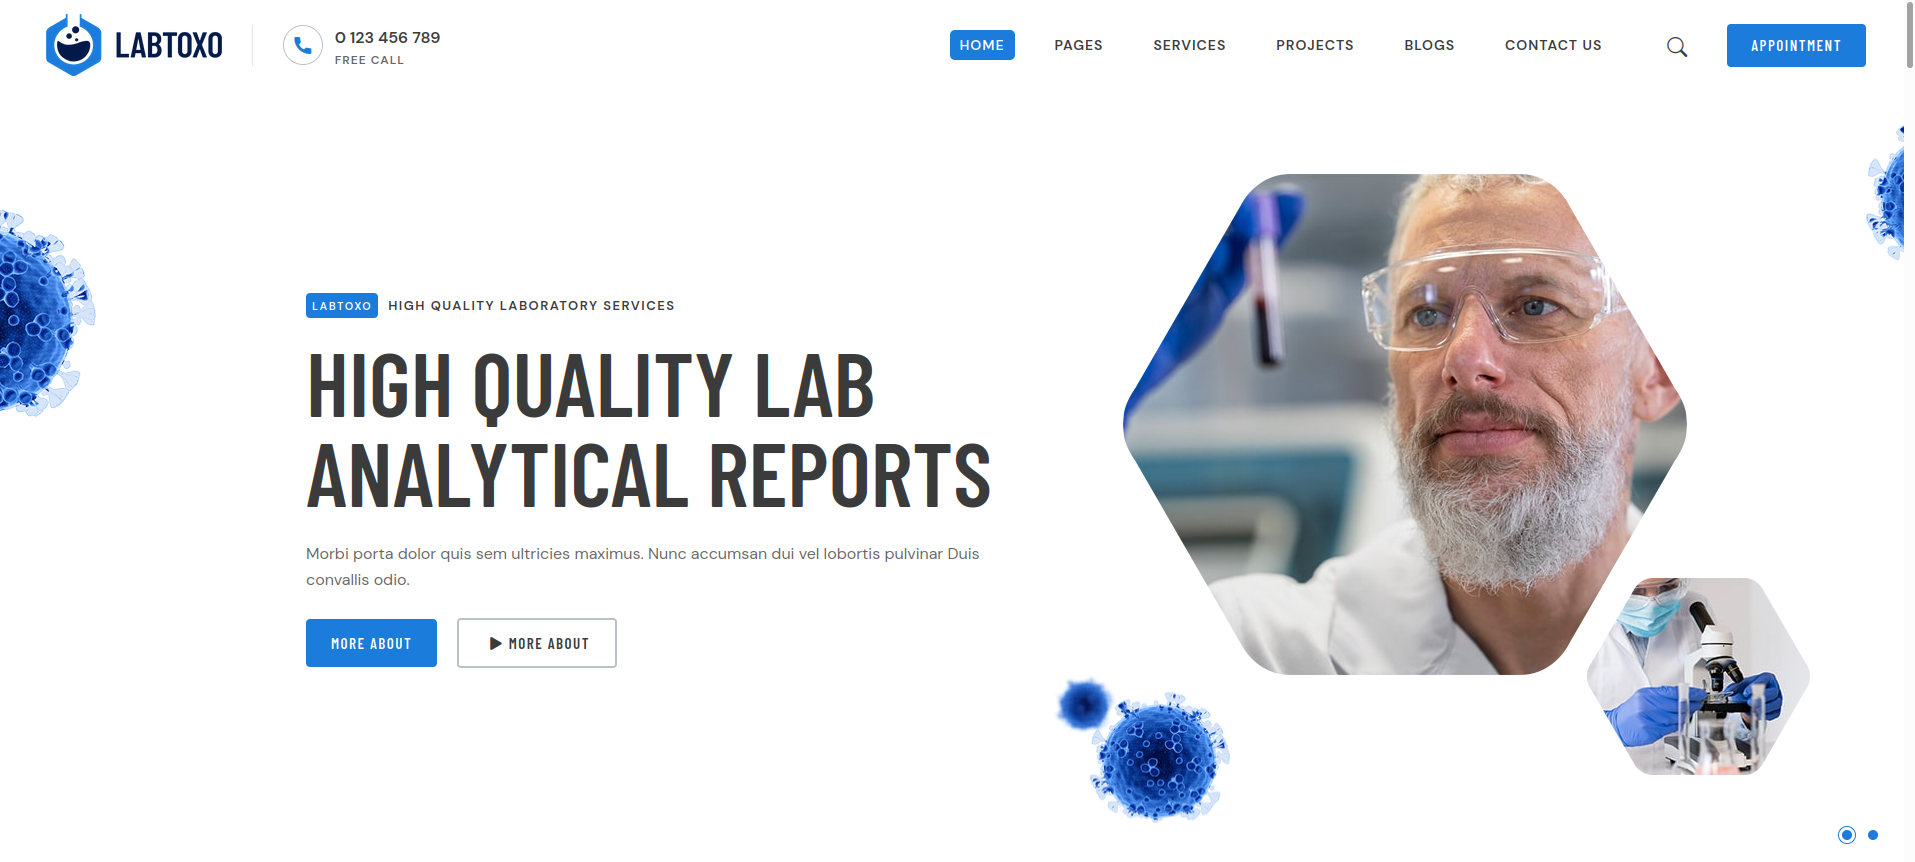 LABTOXO
0 123 456 789
FREE CALL
HOME
PAGES
SERVICES
PROJECTS
BLOGS
CONTACT US
APPOINTMENT
LABTOXO
HIGH QUALITY LABORATORY SERVICES
HIGH QUALITY LAB
ANALYTICAL REPORTS
Morbi porta dolor quis sem ultricies maximus. Nunc accumsan dui vel lobortis pulvinar Duis
convallis odio.
MORE ABOUT
MORE ABOUT